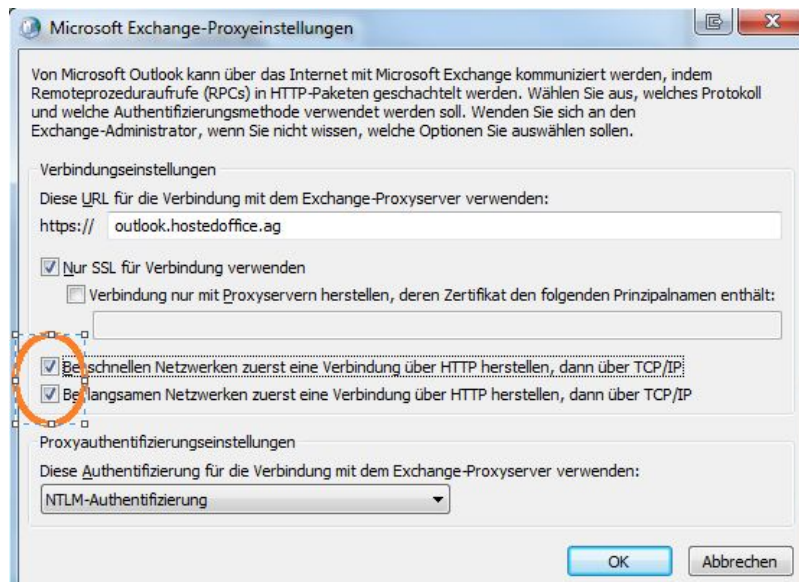 Microsoft Exchange-Proxyeinstellungen
Von Microsoft Outlook kann über das Internet mit Microsoft Exchange kommuniziert werden, indem
Remoteprozeduraufrufe (RPCs) in HTTP-Paketen geschachtelt werden. Wählen Sie aus, welches Protokoll
und welche Authentifizierungsmethode verwendet werden soll. Wenden Sie sich an den
Exchange-Administrator, wenn Sie nicht wissen, welche Optionen Sie auswählen sollen.
Verbindungseinstellungen
Diese URL für die Verbindung mit dem Exchange-Proxyserver verwenden:
https:// outlook.hostedoffice.ag
Nur SSL für Verbindung verwenden
Verbindung nur mit Proxyservern herstellen, deren Zertifikat den folgenden Prinzipalnamen enthält:
Bei schnellen Netzwerken zuerst eine Verbindung über HTTP herstellen, dann über TCP/IP
Bei langsamen Netzwerken zuerst eine Verbindung über HTTP herstellen, dann über TCP/IP
Proxyauthentifizierungseinstellungen
Diese Authentifizierung für die Verbindung mit dem Exchange-Proxyserver verwenden:
NTLM-Authentifizierung
OK Abbrechen